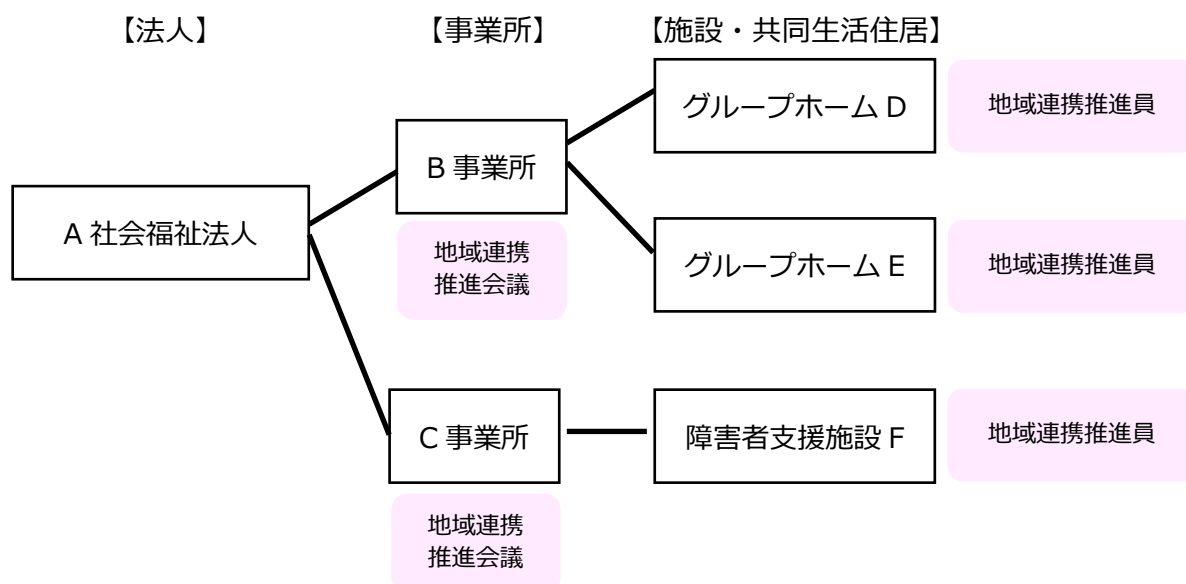 【法人】
【事業所】
【施設・共同生活住居】
グループホーム D
地域連携推進員
B 事業所
A 社会福祉法人
地域連携
推進会議
グループホーム E
地域連携推進員
C 事業所
障害者支援施設 F
地域連携推進員
地域連携
推進会議